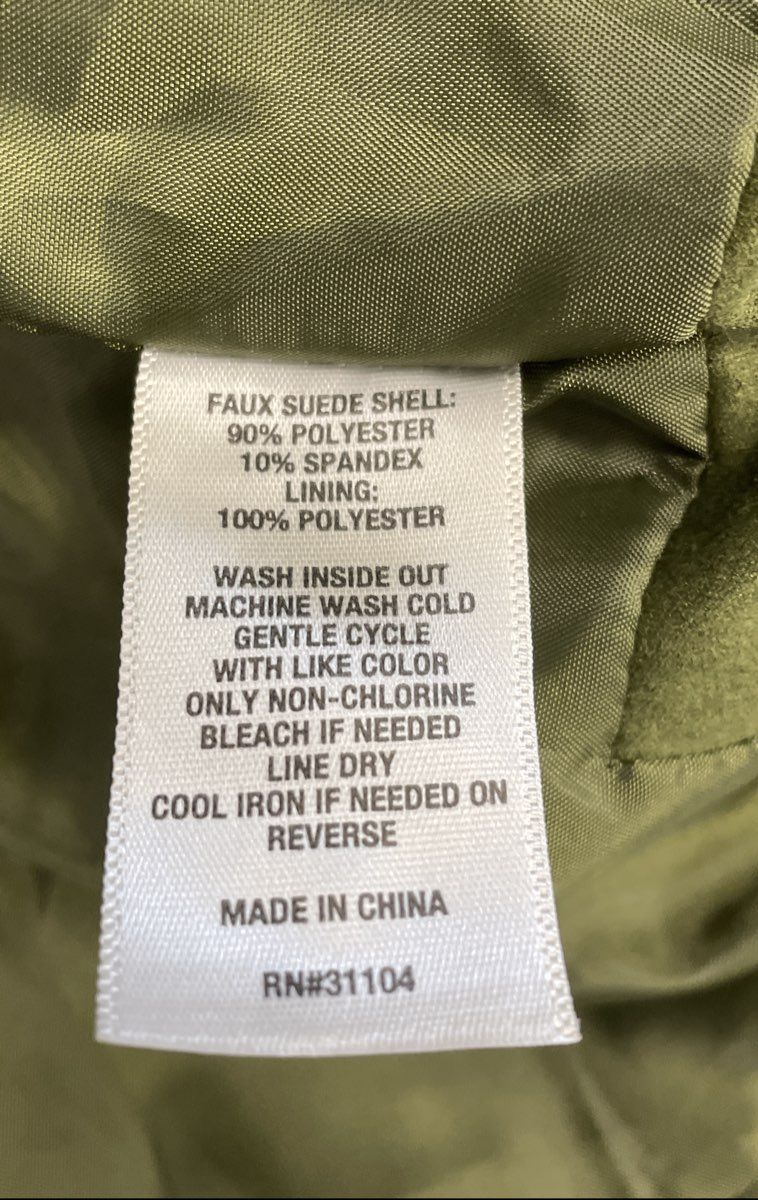 FAUX SUEDE SHELL:
90% POLYESTER
10% SPANDEX
LINING:
100% POLYESTER
WASH INSIDE OUT
MACHINE WASH COLD
GENTLE CYCLE
WITH LIKE COLOR
ONLY NON-CHLORINE
BLEACH IF NEEDED
LINE DRY
COOL IRON IF NEEDED ON
REVERSE
MADE IN CHINA
RN#31104